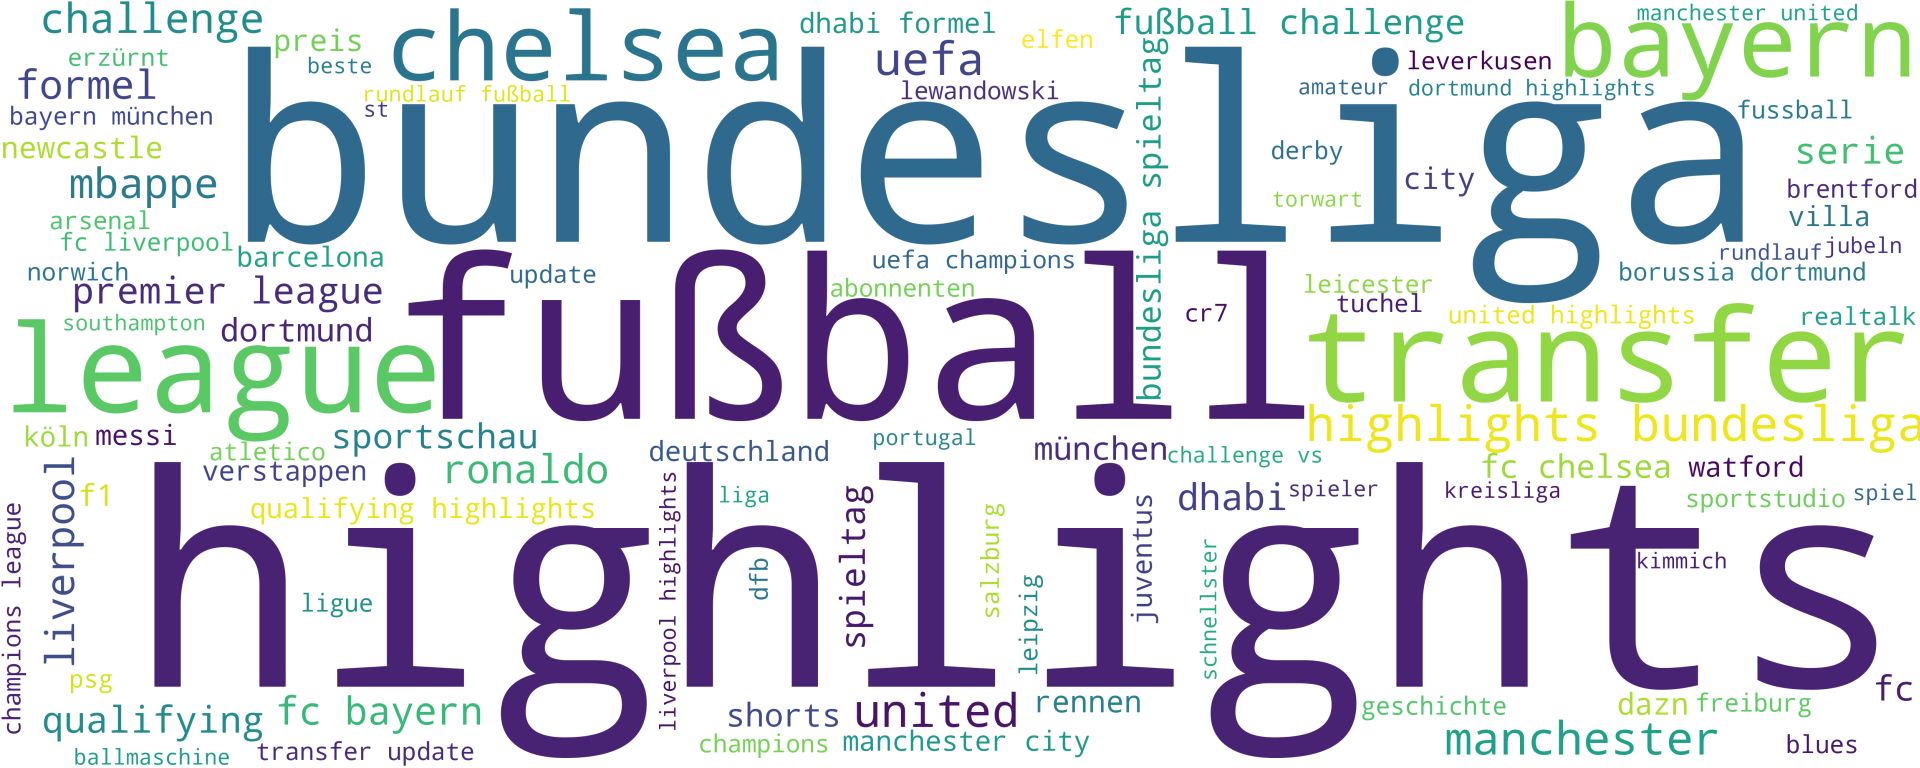 challenge
chelsea
dhabi formel
fußball challenge
bayern
manchester united
erzürnt
preis
beste
uefa
elfen
bundesliga
leverkusen
formel
rundlauf fußball
st
lewandowski
amateur
dortmund highlights
fussball
bayern münchen
newcastle
mbappe
derby
city
serie
torwart
brentford
villa
arsenal
fc liverpool
barcelona
bundesliga spieltag
rundlauf
jubeln
norwich
update
uefa champions
borussia dortmund
premier league
fußball
abonnenten
leicester
tuchel
cr7
southampton
dortmund
united highlights
realtalk
league
transfer
highlights bundesliga
köln
messi
sportschau
atletico
deutschland
portugal
münchen
challenge vs
fc chelsea
watford
verstappen
ronaldo
highlights
liverpool
f1
liga
dhabi
spieler
kreisliga
sportstudio
spiel
qualifying highlights
champions league
liverpool highlights
spieltag
salzburg
juventus
schnellster
dfb
kimmich
ligue
leipzig
psg
fc
qualifying
fc bayern
shorts
united
rennen
geschichte
dazn
freiburg
ballmaschine
transfer update
champions
manchester city
manchester
blues